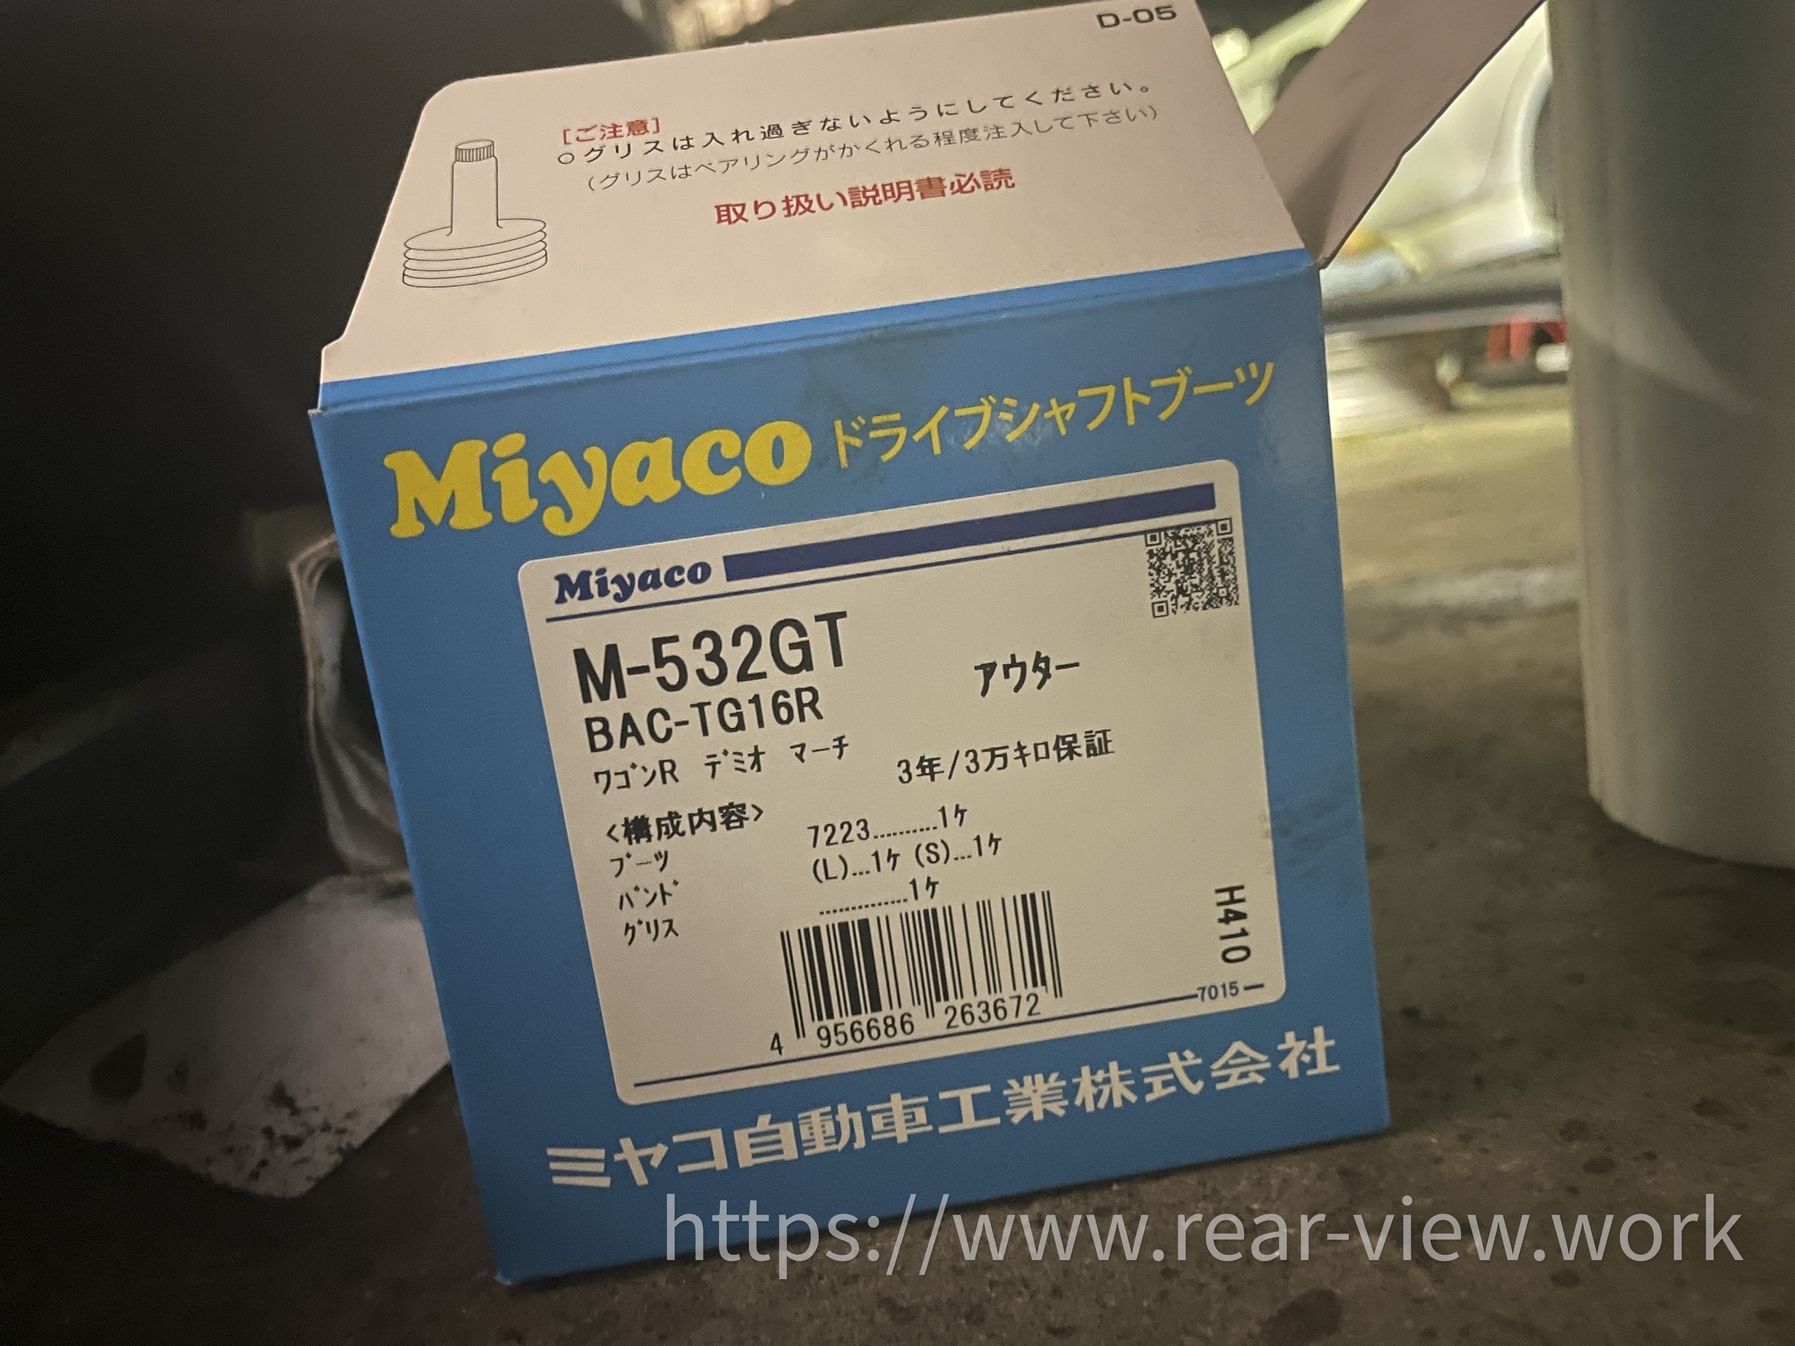 D-05
[ご注意]
○グリスは入れ過ぎないようにしてください。
(グリスはベアリングがかくれる程度注入して下さい)
取り扱い説明書必読
Miyaco ドライブシャフトブーツ
Miyaco
M-532GT
アウター
BAC-TG16R
ワゴンR デミオ マーチ
3年/3万キロ保証
<構成内容>
ブーツ 7223..........1ケ
バンド (L)...1ケ (S)...1ケ
グリス ..............1ケ
H410
4 956686 263672
7015
ミヤコ自動車工業株式会社
https://www.rear-view.work